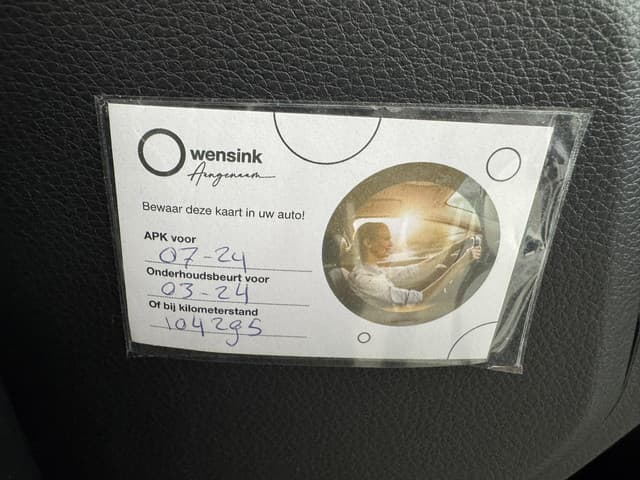 wensink
Aangenaam
Bewaar deze kaart in uw auto!
APK voor
07-24
Onderhoudsbeurt voor
03-24
Of bij kilometerstand
104295